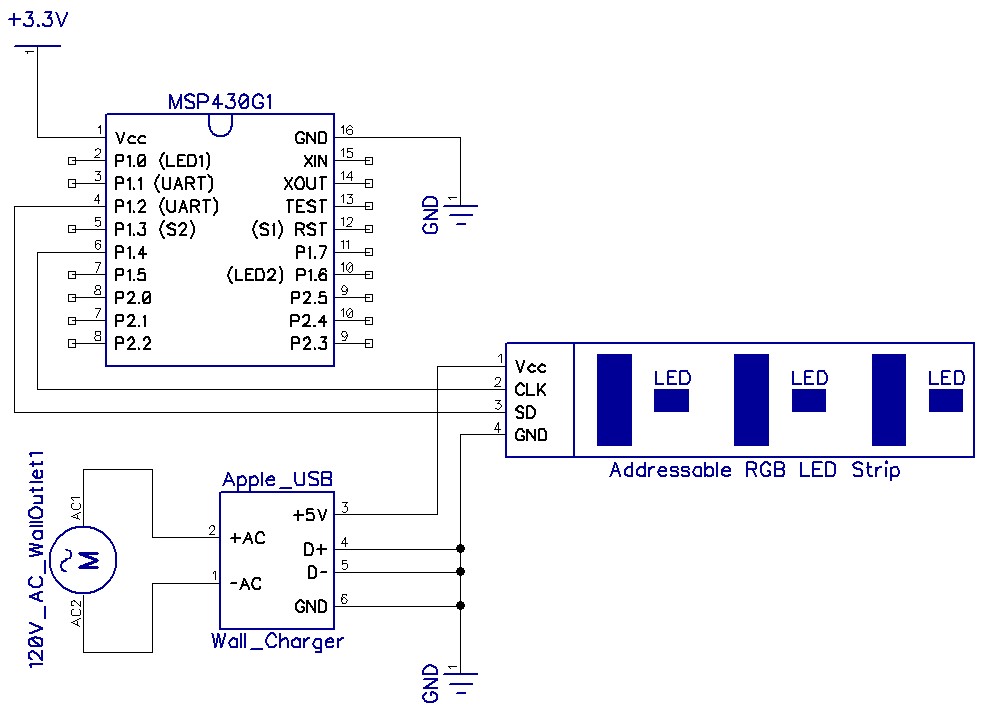 +3.3V
1
MSP430G1
1 Vcc GND 16
2 P1.0 (LED1) XIN 15
3 P1.1 (UART) XOUT 14
4 P1.2 (UART) TEST 13
5 P1.3 (S2) (S1) RST 12
6 P1.4 P1.7 11
7 P1.5 (LED2) P1.6 10
8 P2.0 P2.5 9
7 P2.1 P2.4 10
8 P2.2 P2.3 9
GND 1
1 Vcc
2 CLK
3 SD
4 GND
LED LED LED
Addressable RGB LED Strip
120V_AC_WallOutlet1
AC1
M
AC2
Apple_USB
+5V 3
2 +AC
D+ 4
D- 5
1 -AC
GND 6
Wall_Charger
GND 1